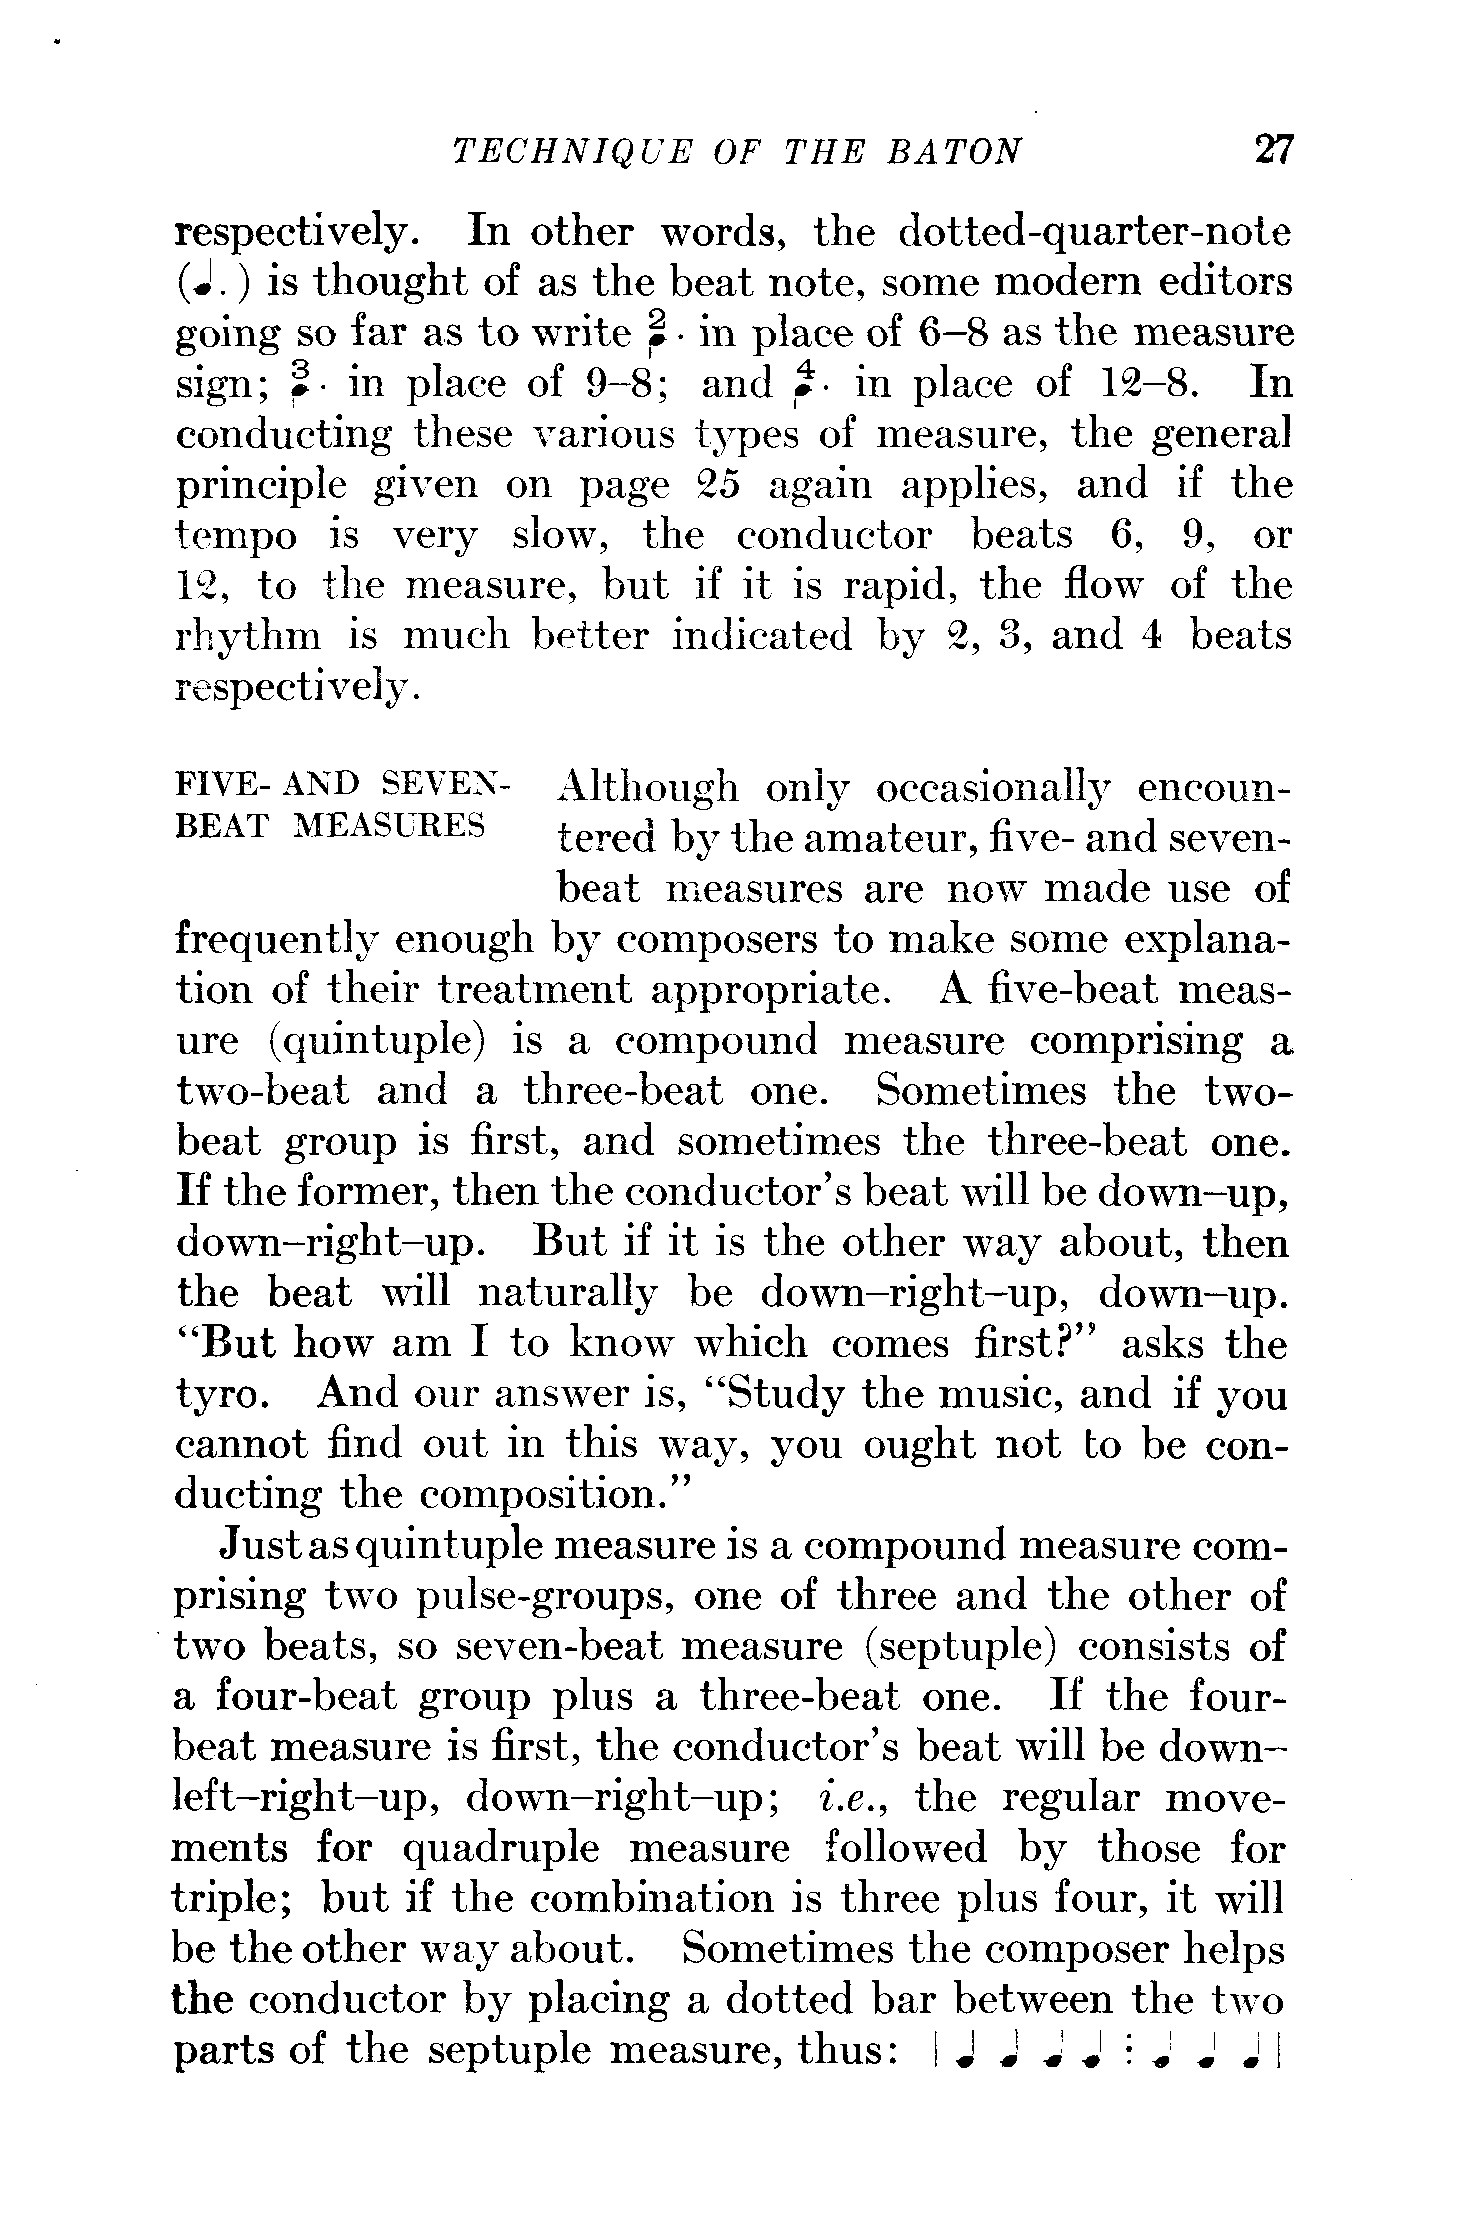 TECHNIQUE OF THE BATON 27
respectively. In other words, the dotted-quarter-note
(♩.) is thought of as the beat note, some modern editors
going so far as to write 2/♩. in place of 6–8 as the measure
sign; 3/♩. in place of 9–8; and 4/♩. in place of 12–8. In
conducting these various types of measure, the general
principle given on page 25 again applies, and if the
tempo is very slow, the conductor beats 6, 9, or
12, to the measure, but if it is rapid, the flow of the
rhythm is much better indicated by 2, 3, and 4 beats
respectively.
FIVE- AND SEVEN-
BEAT MEASURES
Although only occasionally encoun-
tered by the amateur, five- and seven-
beat measures are now made use of
frequently enough by composers to make some explana-
tion of their treatment appropriate. A five-beat meas-
ure (quintuple) is a compound measure comprising a
two-beat and a three-beat one. Sometimes the two-
beat group is first, and sometimes the three-beat one.
If the former, then the conductor's beat will be down–up,
down–right–up. But if it is the other way about, then
the beat will naturally be down–right–up, down–up.
“But how am I to know which comes first?” asks the
tyro. And our answer is, “Study the music, and if you
cannot find out in this way, you ought not to be con-
ducting the composition.”
Just as quintuple measure is a compound measure com-
prising two pulse-groups, one of three and the other of
two beats, so seven-beat measure (septuple) consists of
a four-beat group plus a three-beat one. If the four-
beat measure is first, the conductor's beat will be down–
left–right–up, down–right–up; i.e., the regular move-
ments for quadruple measure followed by those for
triple; but if the combination is three plus four, it will
be the other way about. Sometimes the composer helps
the conductor by placing a dotted bar between the two
parts of the septuple measure, thus: | ♩ ♩ ♩ ♩ ⋮ ♩ ♩ ♩ |